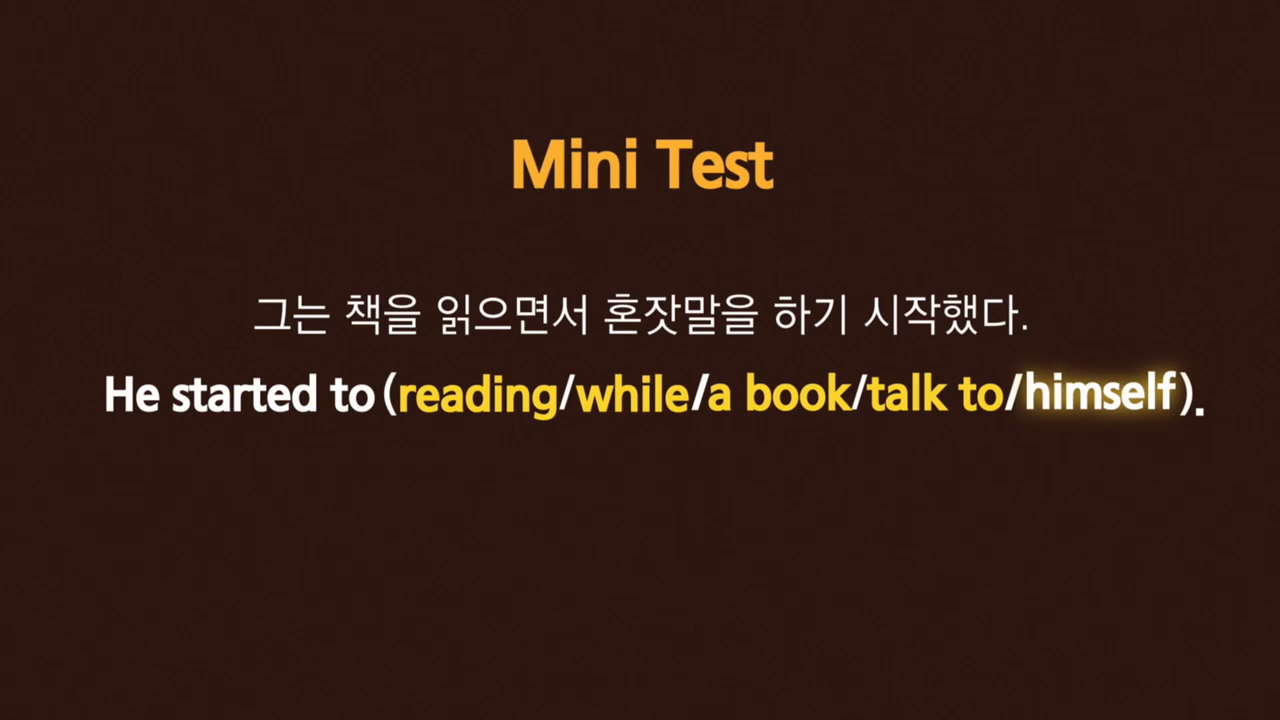 Mini Test
그는 책을 읽으면서 혼잣말을 하기 시작했다.
He started to (reading/while/a book/talk to/himself).